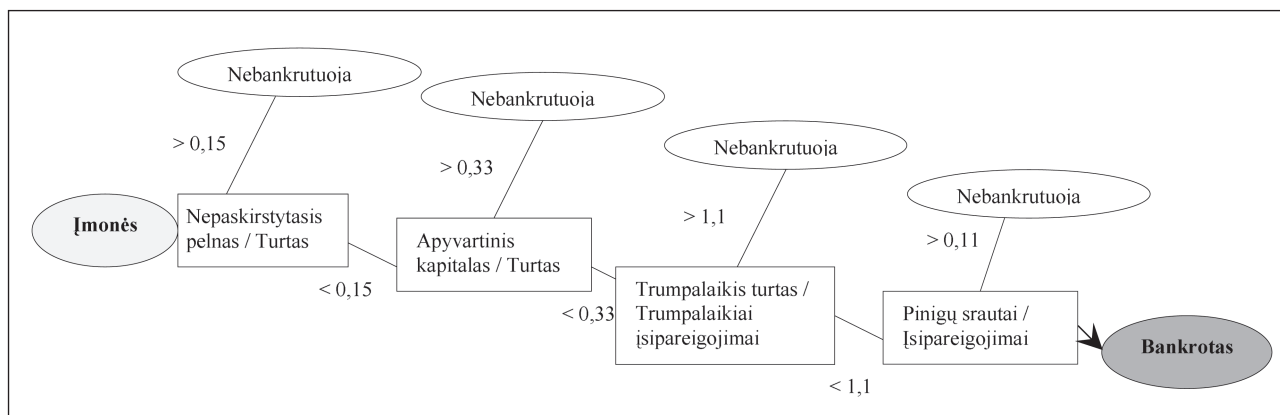 Nebankrutuoja
Nebankrutuoja
Nebankrutuoja
Nebankrutuoja
> 0,15
> 0,33
> 1,1
> 0,11
Įmonės
Nepaskirstytasis
pelnas / Turtas
< 0,15
Apyvartinis
kapitalas / Turtas
< 0,33
Trumpalaikis turtas /
Trumpalaikiai
įsipareigojimai
< 1,1
Pinigų srautai /
Įsipareigojimai
Bankrotas